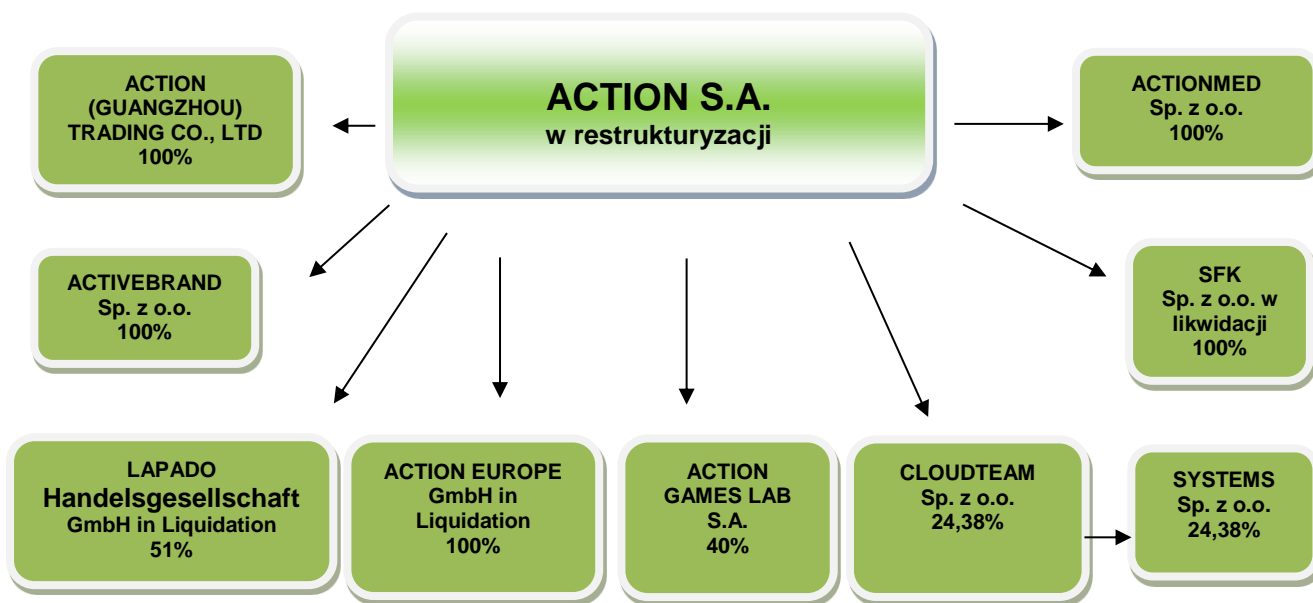 ACTION S.A.
w restrukturyzacji
ACTION
(GUANGZHOU)
TRADING CO., LTD
100%
ACTIONMED
Sp. z o.o.
100%
ACTIVEBRAND
Sp. z o.o.
100%
SFK
Sp. z o.o. w
likwidacji
100%
LAPADO
Handelsgesellschaft
GmbH in Liquidation
51%
ACTION EUROPE
GmbH in
Liquidation
100%
ACTION
GAMES LAB
S.A.
40%
CLOUDTEAM
Sp. z o.o.
24,38%
SYSTEMS
Sp. z o.o.
24,38%